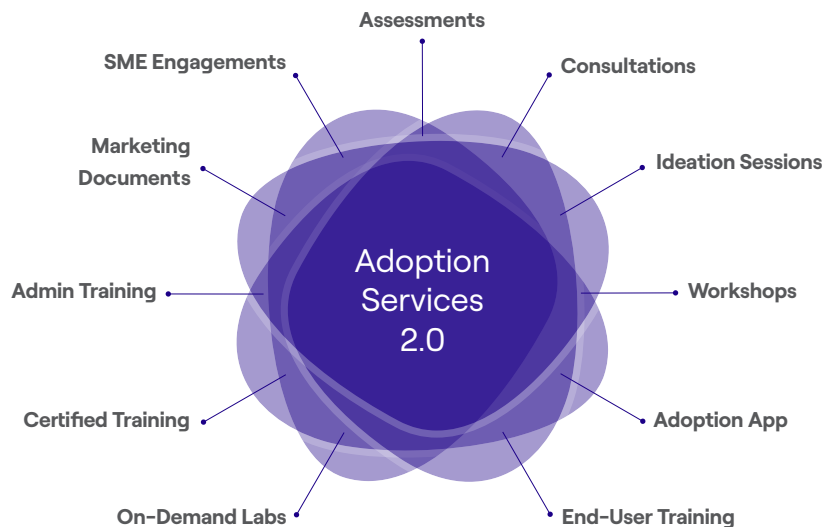 Assessments
SME Engagements
Consultations
Marketing
Documents
Ideation Sessions
Adoption
Services
2.0
Admin Training
Workshops
Certified Training
Adoption App
On-Demand Labs
End-User Training